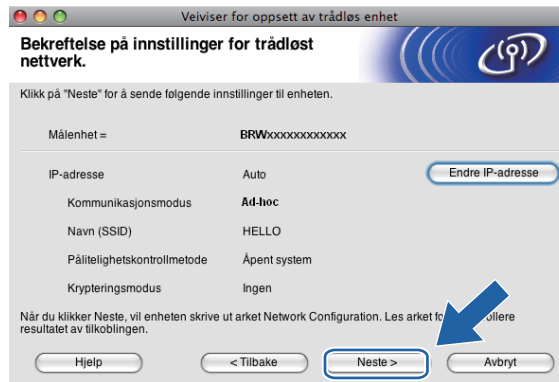 Veiviser for oppsett av trådløs enhet
Bekreftelse på innstillinger for trådløst
nettverk.
Klikk på "Neste" for å sende følgende innstillinger til enheten.
Målenhet = BRWxxxxxxxxxxxx
IP-adresse Auto Endre IP-adresse
Kommunikasjonsmodus Ad-hoc
Navn (SSID) HELLO
Pålitelighetskontrollmetode Åpent system
Krypteringsmodus Ingen
Når du klikker Neste, vil enheten skrive ut arket Network Configuration. Les arket
resultatet av tilkoblingen.
Hjelp < Tilbake Neste > Avbryt